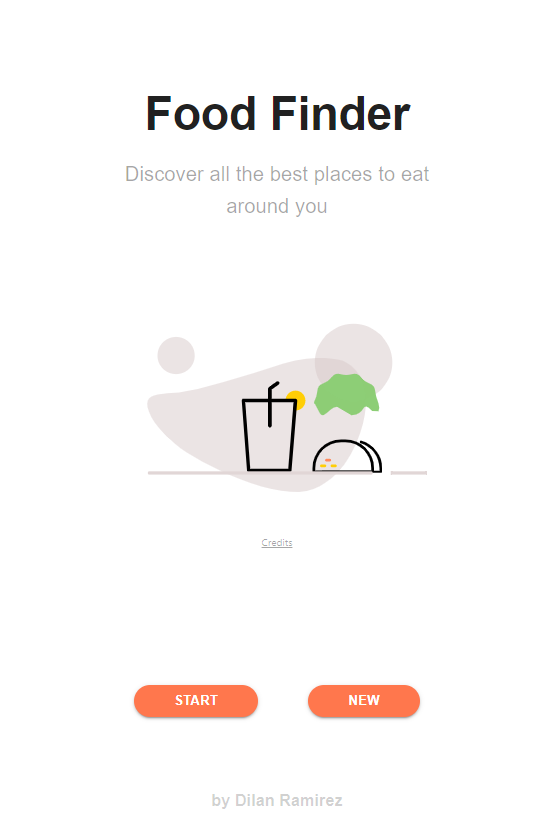 Food Finder
Discover all the best places to eat
around you
Credits
START
NEW
by Dilan Ramirez